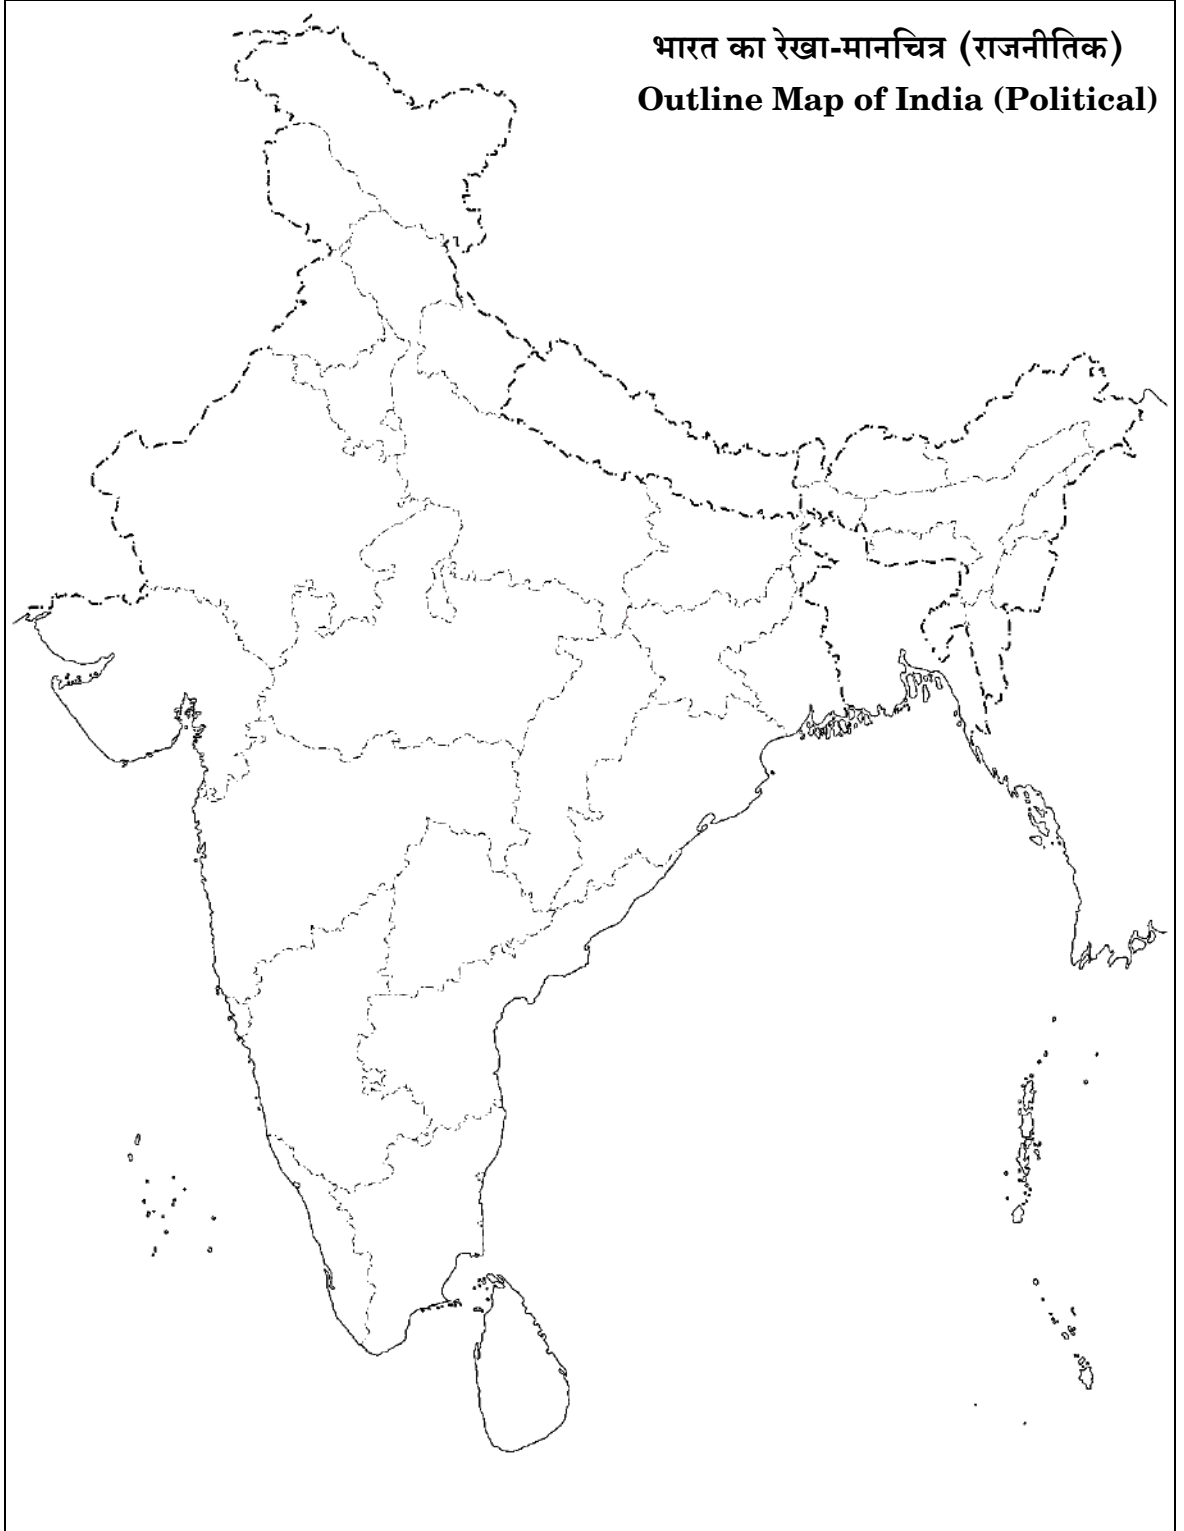 भारत का रेखा-मानचित्र (राजनीतिक)
Outline Map of India (Political)